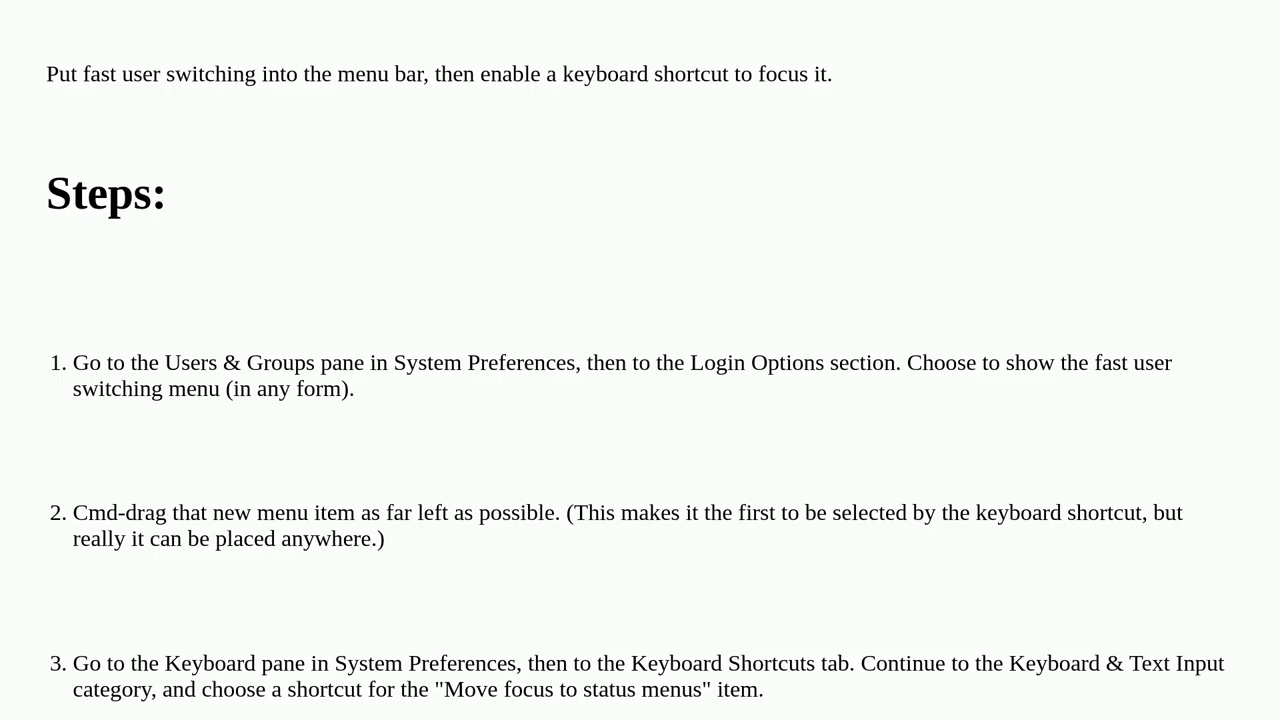 Put fast user switching into the menu bar, then enable a keyboard shortcut to focus it.
Steps:
1. Go to the Users & Groups pane in System Preferences, then to the Login Options section. Choose to show the fast user
switching menu (in any form).
2. Cmd-drag that new menu item as far left as possible. (This makes it the first to be selected by the keyboard shortcut, but
really it can be placed anywhere.)
3. Go to the Keyboard pane in System Preferences, then to the Keyboard Shortcuts tab. Continue to the Keyboard & Text Input
category, and choose a shortcut for the "Move focus to status menus" item.